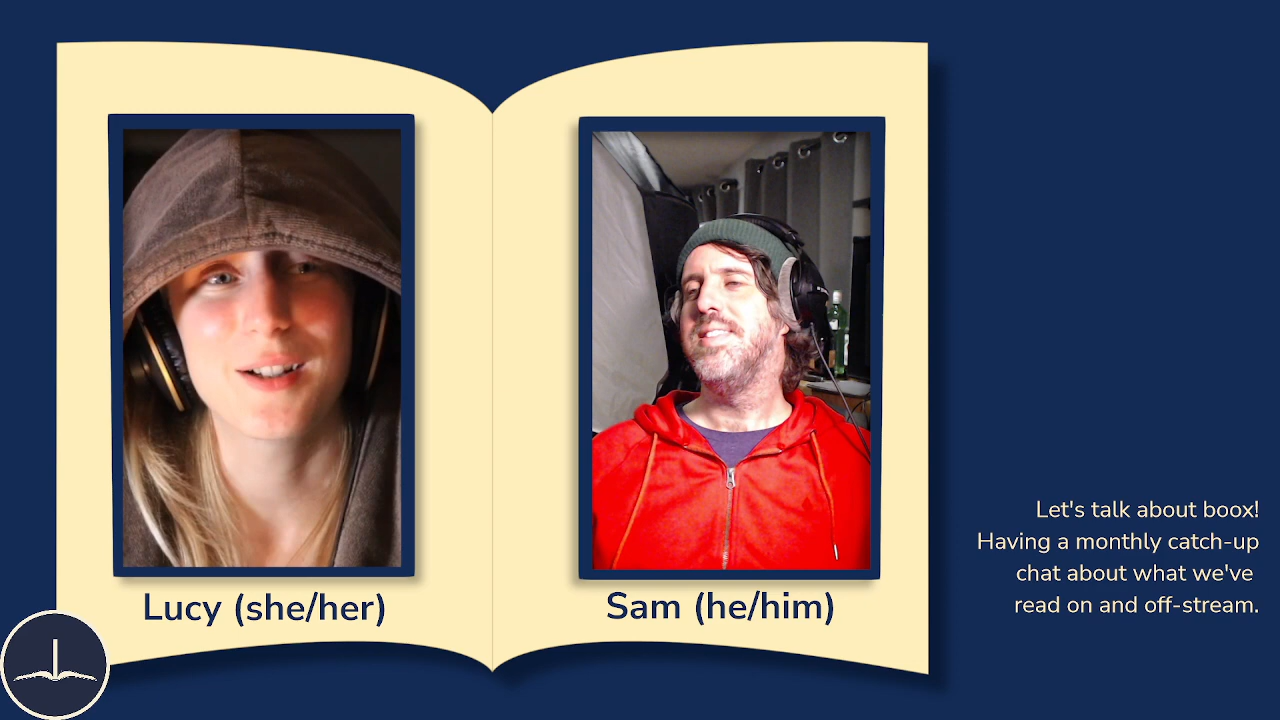 Lucy (she/her)
Sam (he/him)
Let's talk about boox!
Having a monthly catch-up
chat about what we've
read on and off-stream.